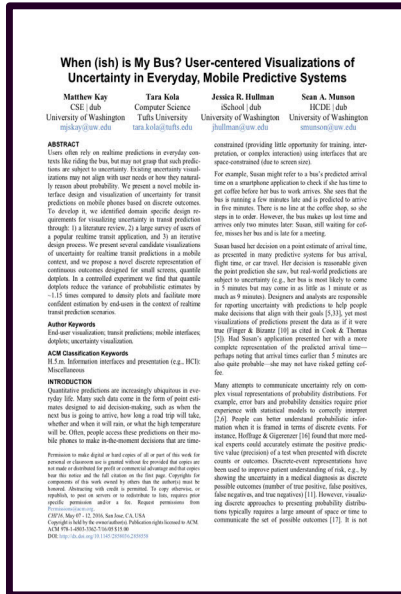 When (ish) is My Bus? User-centered Visualizations of
Uncertainty in Everyday, Mobile Predictive Systems
Matthew Kay
CSE | dub
University of Washington
mjskay@uw.edu
Tara Kola
Computer Science
Tufts University
tara.kola@tufts.edu
Jessica R. Hullman
iSchool | dub
University of Washington
jhullman@uw.edu
Sean A. Munson
HCDE | dub
University of Washington
smunson@uw.edu
ABSTRACT
Users often rely on realtime predictions in everyday con-
texts like riding the bus, but may not grasp that such predic-
tions are subject to uncertainty. Existing uncertainty visuali-
zations may not align with user needs or how they natural-
ly reason about probability. We present a novel mobile in-
terface design and visualization of uncertainty for transit
predictions on mobile phones based on discrete outcomes.
To develop it, we identified domain specific design re-
quirements for visualizing uncertainty in transit prediction
through: 1) a literature review, 2) a large survey of users of
a popular realtime transit application, and 3) an iterative
design process. We present several candidate visualizations
of uncertainty for realtime transit predictions in a mobile
context, and we propose a novel discrete representation of
continuous outcomes designed for small screens, quantile
dotplots. In a controlled experiment we find that quantile
dotplots reduce the variance of probabilistic estimates by
~1.15 times compared to density plots and facilitate more
confident estimation by end-users in the context of realtime
transit prediction scenarios.
Author Keywords
End-user visualization; transit predictions; mobile interfaces;
dotplots; uncertainty visualization.
ACM Classification Keywords
H.5.m. Information interfaces and presentation (e.g., HCI):
Miscellaneous
INTRODUCTION
Quantitative predictions are increasingly ubiquitous in eve-
ryday life. Many such data come in the form of point esti-
mates designed to aid decision-making, such as when the
next bus is going to arrive, how long a road trip will take,
whether and when it will rain, or what the high temperature
will be. Often, people access these predictions on their mo-
bile phones to make in-the-moment decisions that are time-
Permission to make digital or hard copies of all or part of this work for
personal or classroom use is granted without fee provided that copies are
not made or distributed for profit or commercial advantage and that copies
bear this notice and the full citation on the first page. Copyrights for
components of this work owned by others than the author(s) must be
honored. Abstracting with credit is permitted. To copy otherwise, or
republish, to post on servers or to redistribute to lists, requires prior
specific permission and/or a fee. Request permissions from
Permissions@acm.org.
CHI'16, May 07 - 12, 2016, San Jose, CA, USA
Copyright is held by the owner/author(s). Publication rights licensed to ACM.
ACM 978-1-4503-3362-7/16/05 $15.00
DOI: http://dx.doi.org/10.1145/2858036.2858558
constrained (providing little opportunity for training, inter-
pretation, or complex interaction) using interfaces that are
space-constrained (due to screen size).
For example, Susan might refer to a bus's predicted arrival
time on a smartphone application to check if she has time to
get coffee before her bus to work arrives. She sees that the
bus is running a few minutes late and is predicted to arrive
in five minutes. There is no line at the coffee shop, so she
steps in to order. However, the bus makes up lost time and
arrives only two minutes later: Susan, still waiting for cof-
fee, misses her bus and is late for a meeting.
Susan based her decision on a point estimate of arrival time,
as presented in many predictive systems for bus arrival,
flight time, or car travel. Her decision is reasonable given
the point prediction she saw, but real-world predictions are
subject to uncertainty (e.g., her bus is most likely to come
in 5 minutes but may come in as little as 1 minute or as
much as 9 minutes). Designers and analysts are responsible
for reporting uncertainty with predictions to help people
make decisions that align with their goals [5,33], yet most
visualizations of predictions present the data as if it were
true (Finger & Bizantz [10] as cited in Cook & Thomas
[5]). Had Susan's application presented her with a more
complete representation of the predicted arrival time—
perhaps noting that arrival times earlier than 5 minutes are
also quite probable—she may not have risked getting cof-
fee.
Many attempts to communicate uncertainty rely on com-
plex visual representations of probability distributions. For
example, error bars and probability densities require prior
experience with statistical models to correctly interpret
[2,6]. People can better understand probabilistic infor-
mation when it is framed in terms of discrete events. For
instance, Hoffrage & Gigerenzer [16] found that more med-
ical experts could accurately estimate the positive predic-
tive value (precision) of a test when presented with discrete
counts or outcomes. Discrete-event representations have
been used to improve patient understanding of risk, e.g., by
showing the uncertainty in a medical diagnosis as discrete
possible outcomes (number of true positive, false positives,
false negatives, and true negatives) [11]. However, visualiz-
ing discrete approaches to presenting probability distribu-
tions typically requires a large amount of space or time to
communicate the set of possible outcomes [17]. It is not